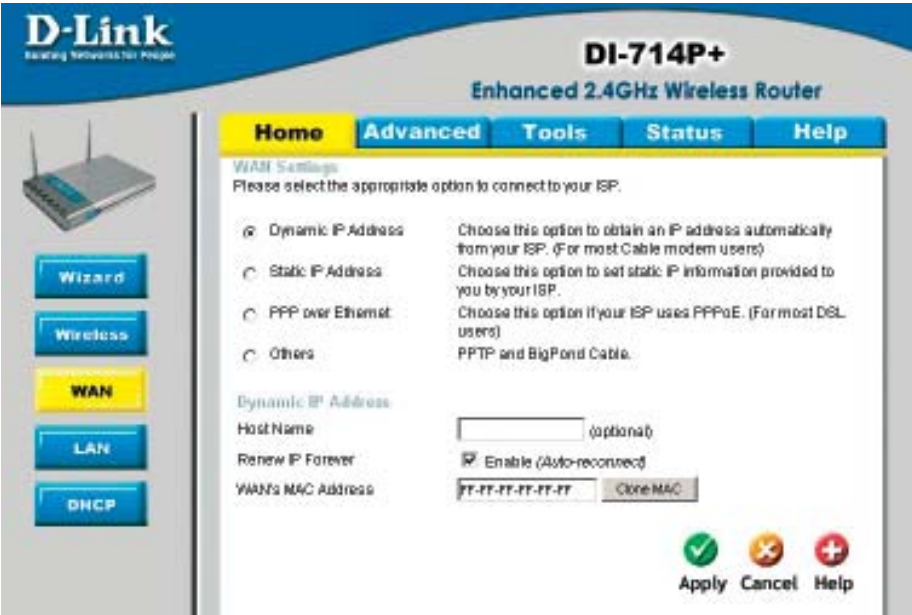 D-Link
Building Networks for People
DI-714P+
Enhanced 2.4GHz Wireless Router
Home Advanced Tools Status Help
WAN Settings
Please select the appropriate option to connect to your ISP.
Dynamic IP Address Choose this option to obtain an IP address automatically
from your ISP. (For most Cable modem users)
Static IP Address Choose this option to set static IP information provided to
you by your ISP.
PPP over Ethernet Choose this option if your ISP uses PPPoE. (For most DSL
users)
Others PPTP and BigPond Cable.
Wizard
Wireless
WAN
LAN
DHCP
Dynamic IP Address
Host Name (optional)
Renew IP Forever Enable (Auto-reconnect)
WAN's MAC Address FF-FF-FF-FF-FF-FF Clone MAC
Apply Cancel Help